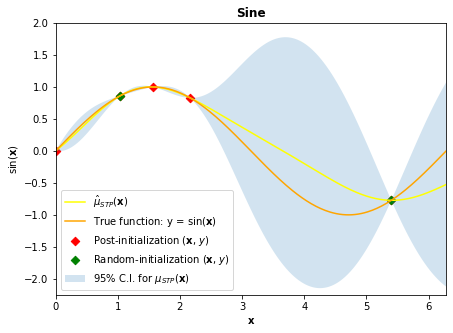 Sine
2.0
1.5
1.0
0.5
0.0
−0.5
−1.0
−1.5
−2.0
sin(x)
μ̂STP(x)
True function: y = sin(x)
Post-initialization (x, y)
Random-initialization (x, y)
95% C.I. for μSTP(x)
0 1 2 3 4 5 6
x